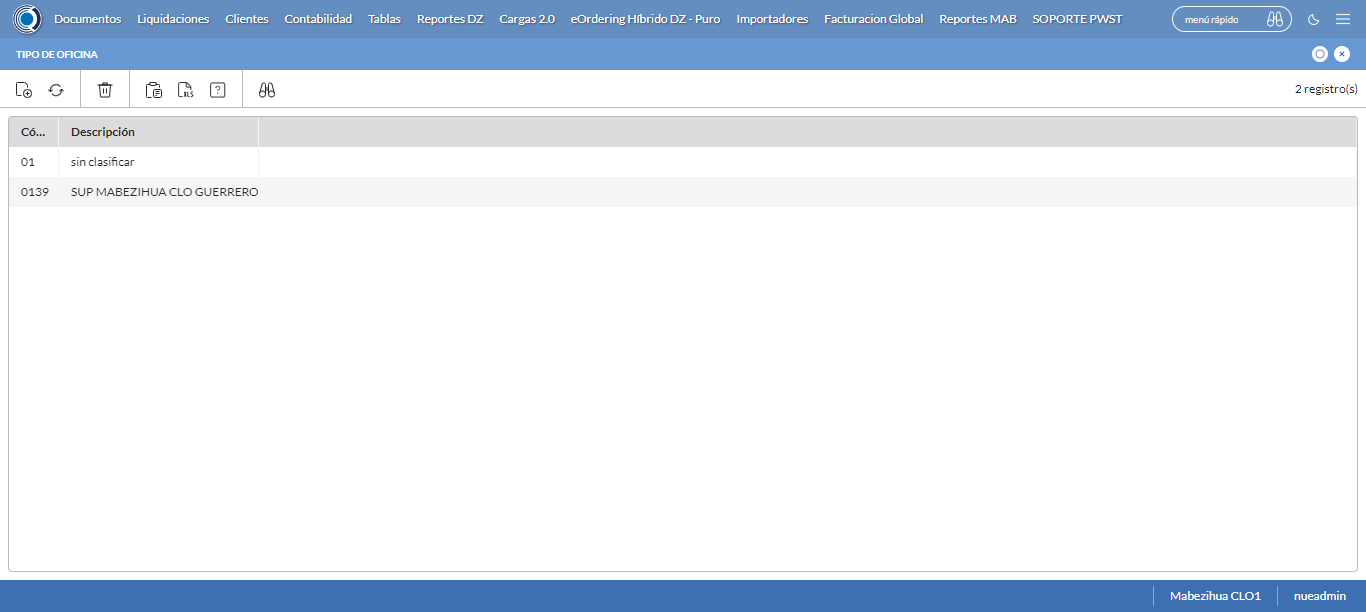 Documentos Liquidaciones Clientes Contabilidad Tablas Reportes DZ Cargas 2.0 eOrdering Híbrido DZ - Puro Importadores Facturacion Global Reportes MAB SOPORTE PWST menú rápido
TIPO DE OFICINA
XLS ? 2 registro(s)
Có... Descripción
01 sin clasificar
0139 SUP MABEZIHUA CLO GUERRERO
Mabezihua CLO1 nueadmin